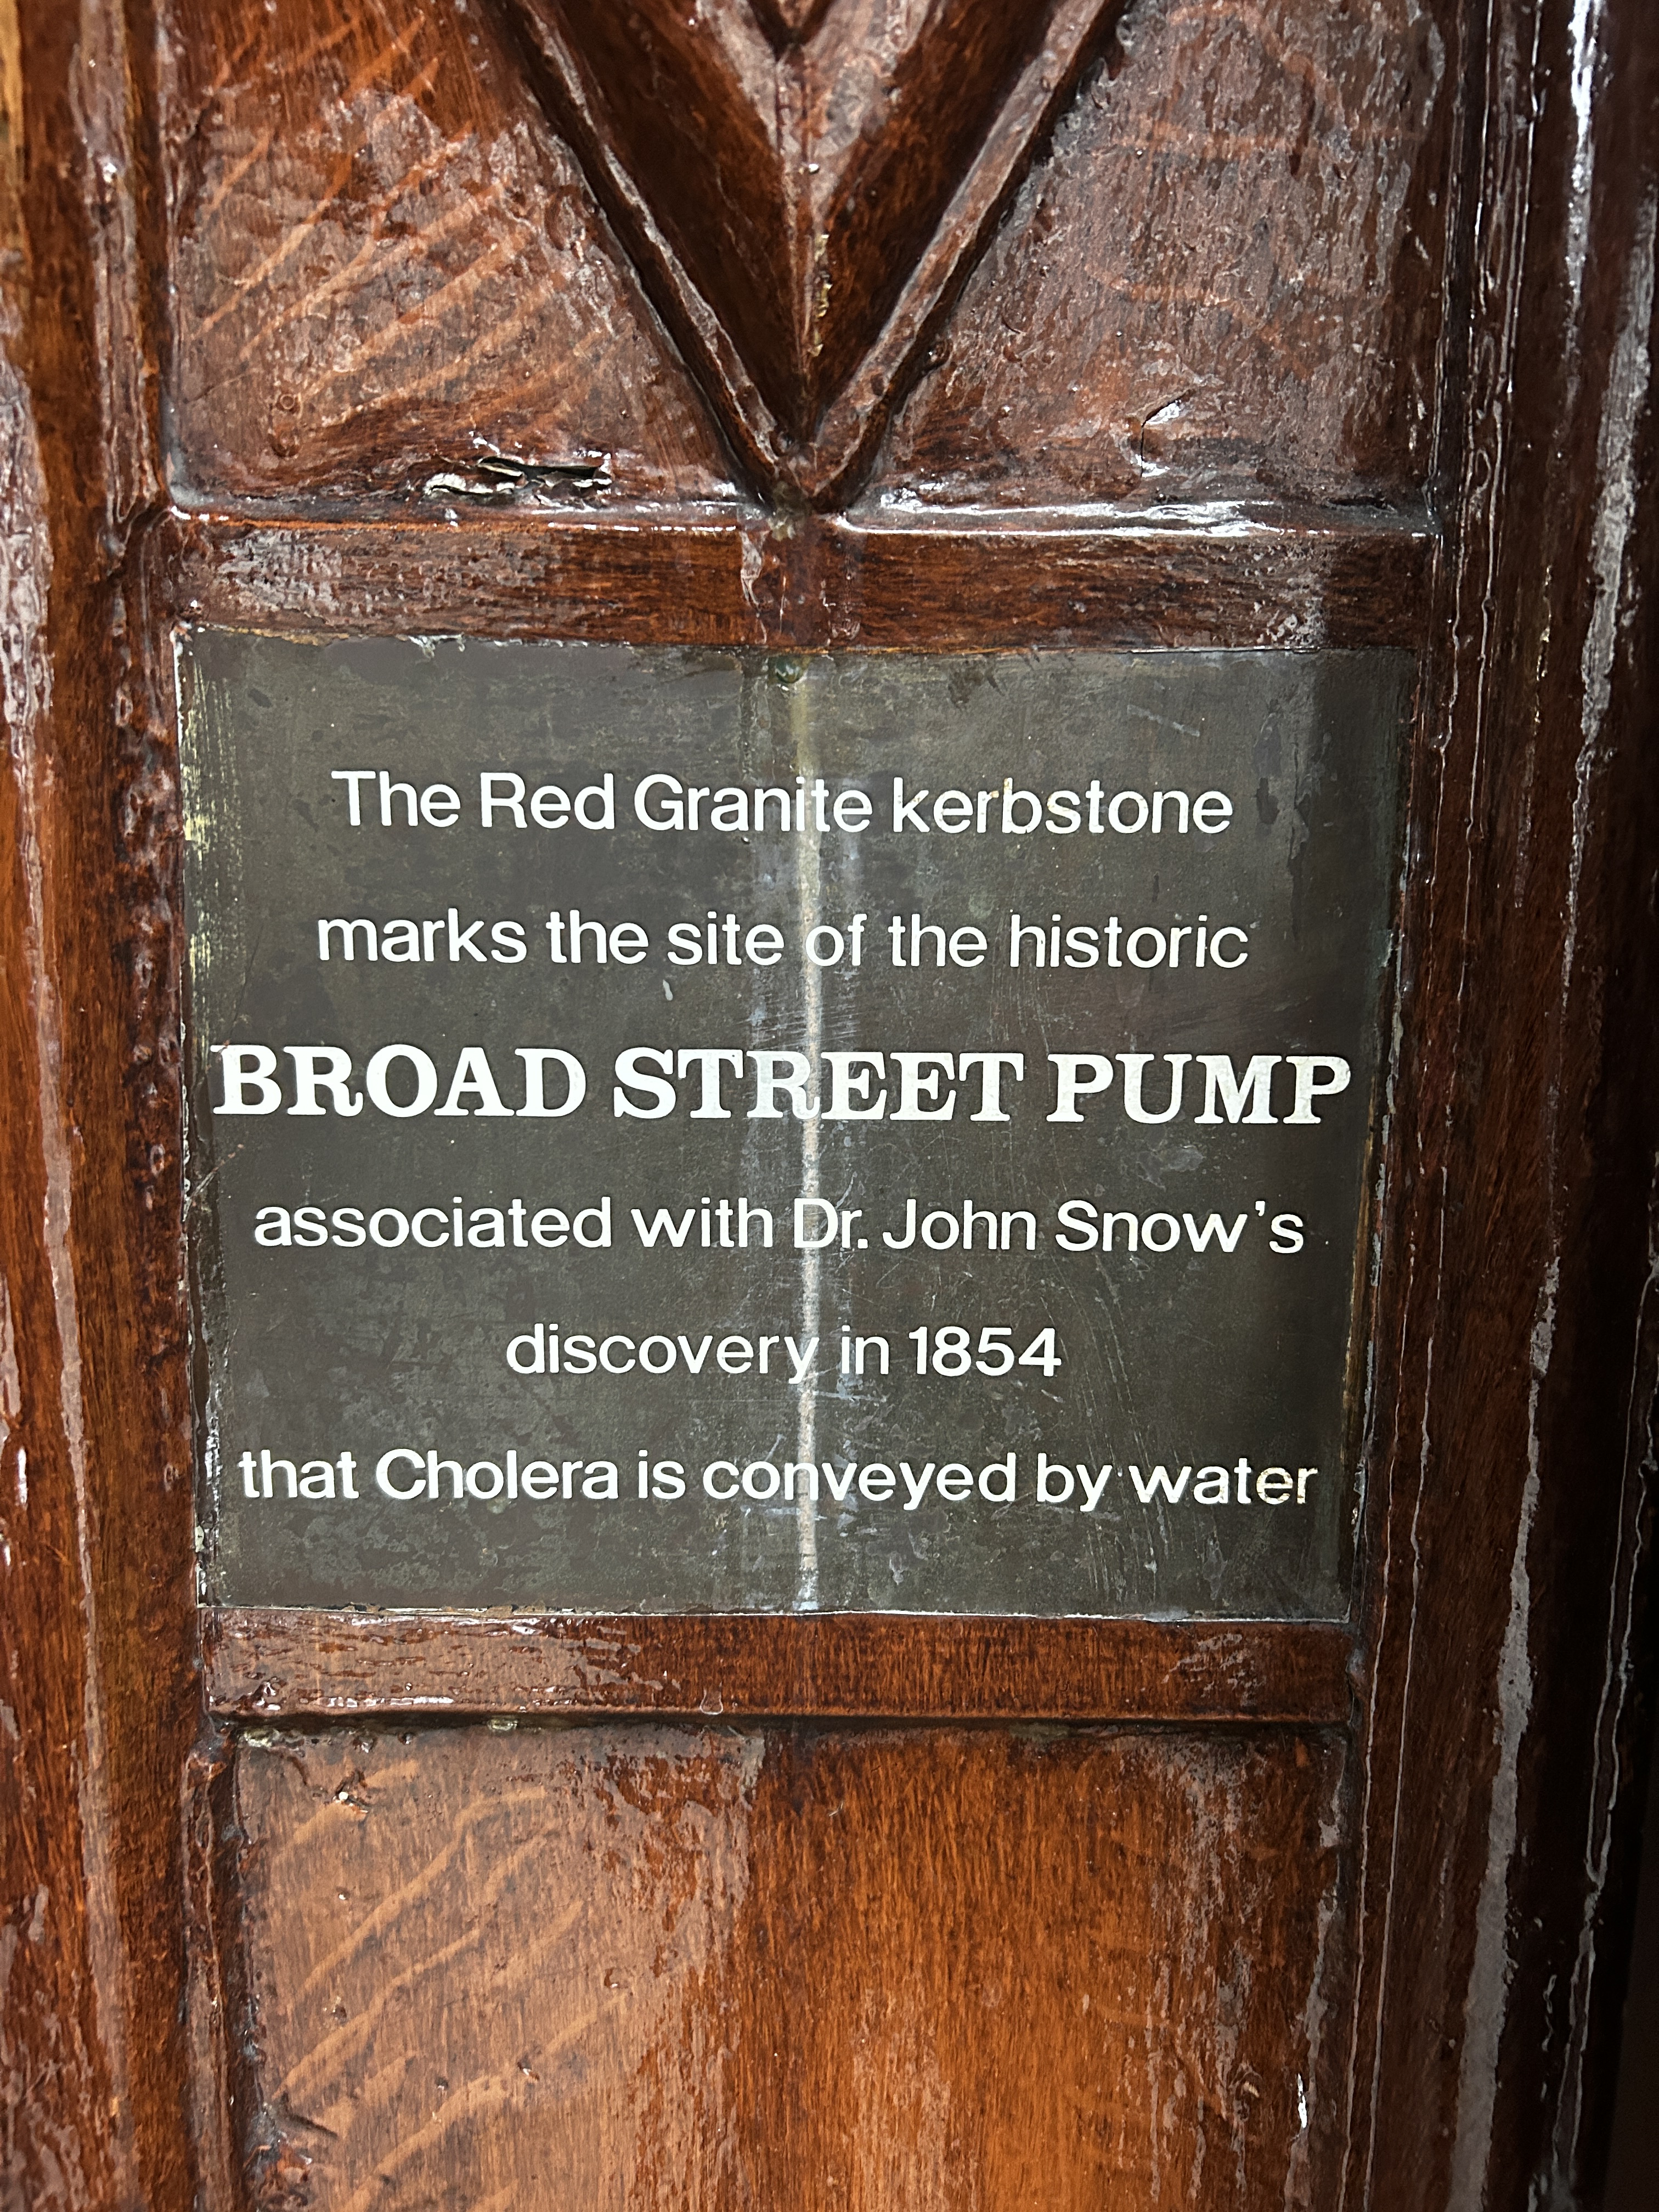 The Red Granite kerbstone
marks the site of the historic
BROAD STREET PUMP
associated with Dr. John Snow's
discovery in 1854
that Cholera is conveyed by water